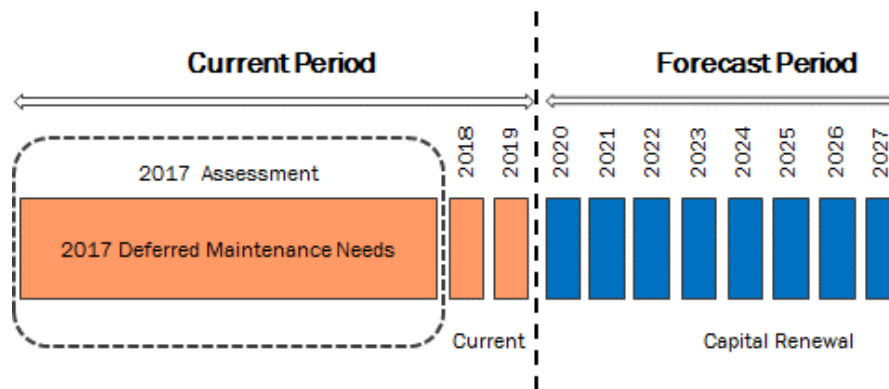 Current Period
Forecast Period
2018
2019
2020
2021
2022
2023
2024
2025
2026
2027
2017 Assessment
2017 Deferred Maintenance Needs
Current
Capital Renewal